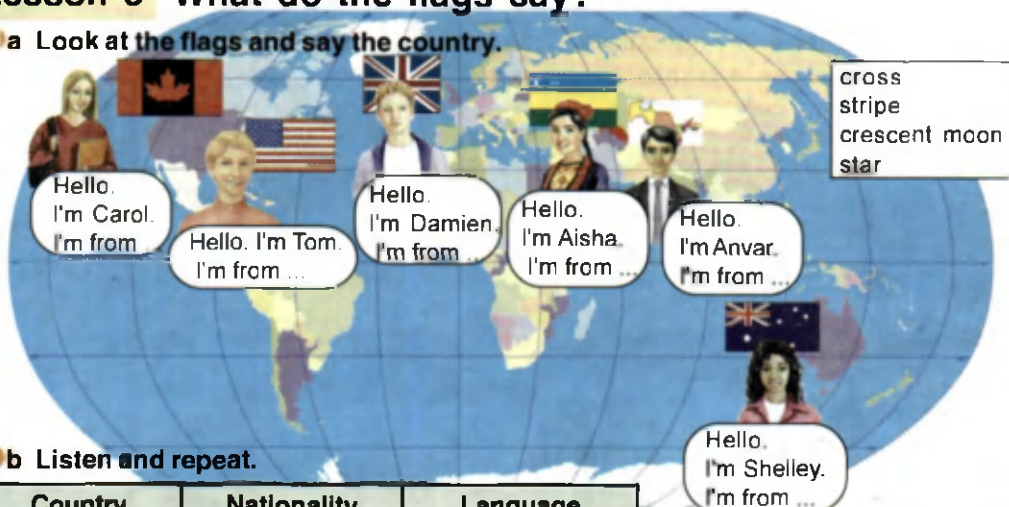 What do the flags say?
a Look at the flags and say the country.
cross
stripe
crescent moon
star
Hello.
I'm Carol.
I'm from ...
Hello. I'm Tom.
I'm from ...
Hello.
I'm Damien.
I'm from ...
Hello.
I'm Aisha.
I'm from ...
Hello.
I'm Anvar.
I'm from ...
Hello.
I'm Shelley.
I'm from ...
b Listen and repeat.
Country Nationality Language